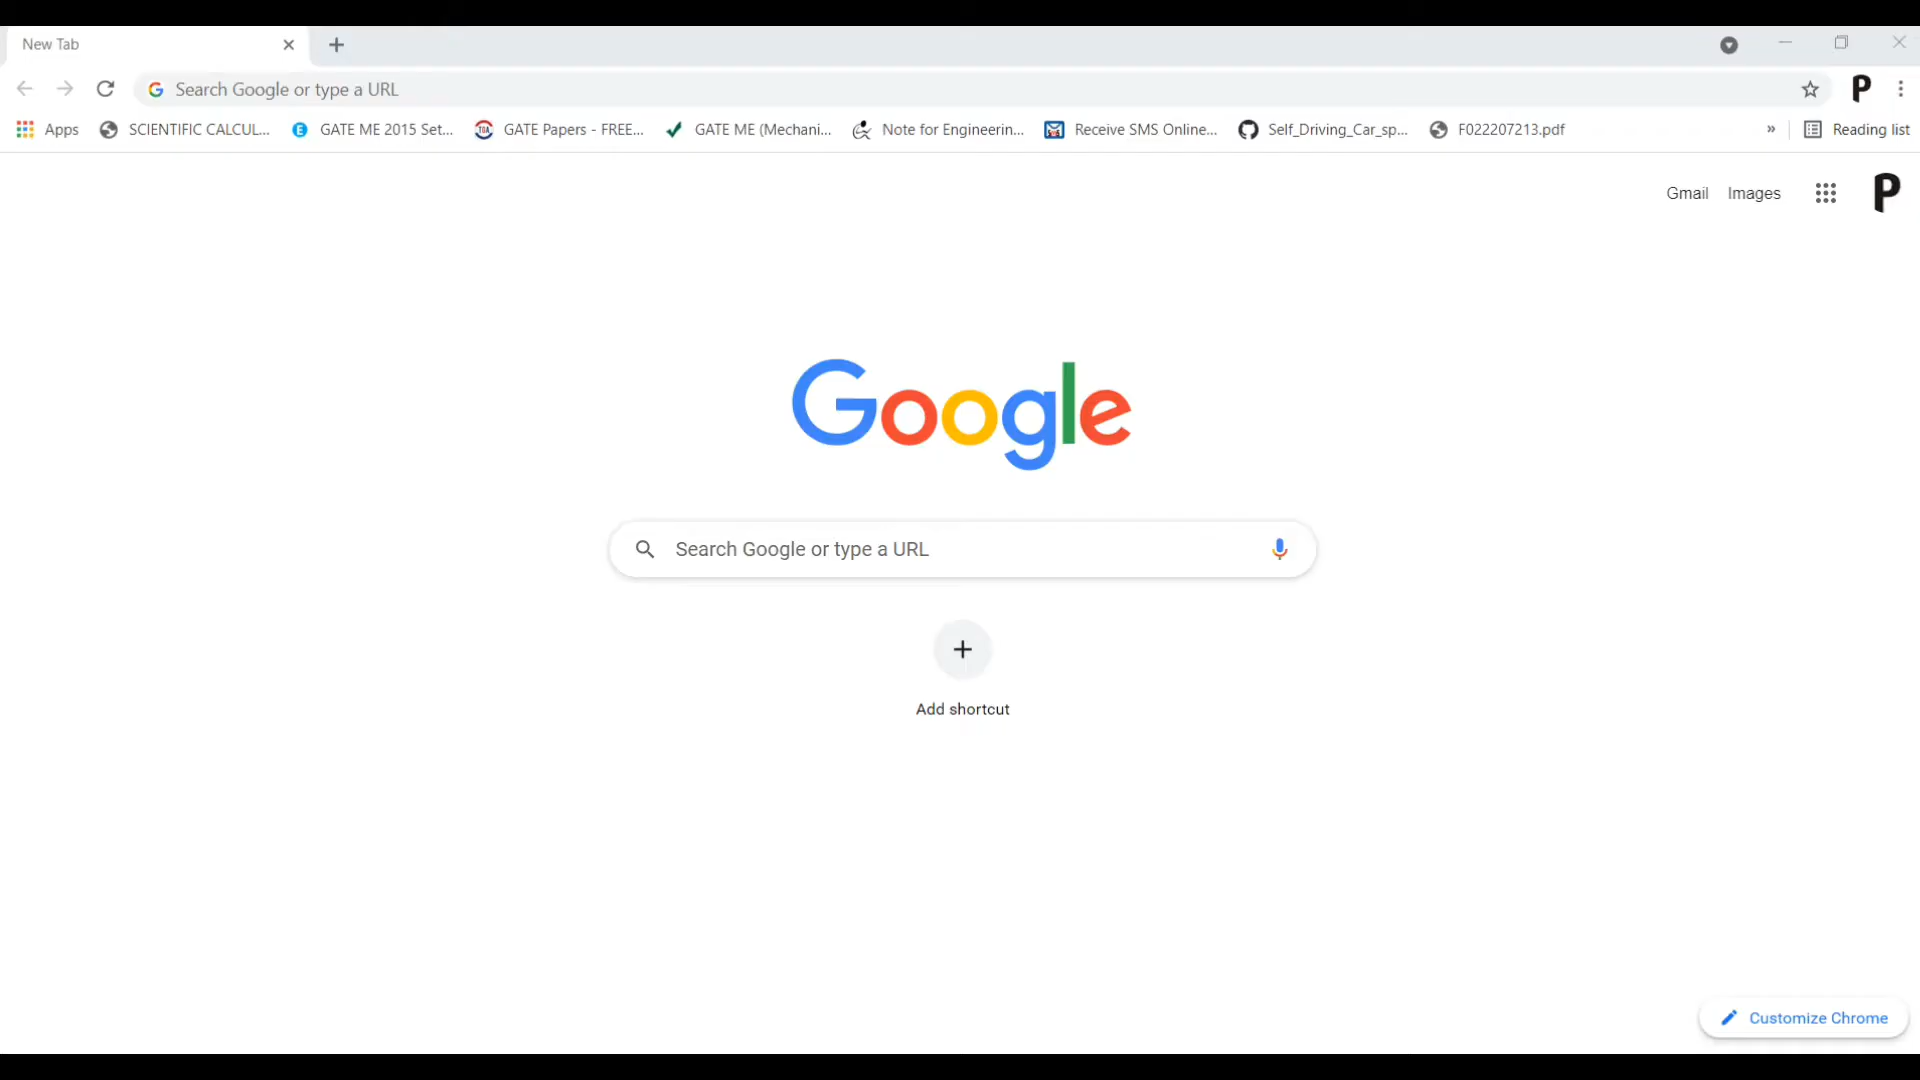 New Tab
Search Google or type a URL
Apps SCIENTIFIC CALCUL... GATE ME 2015 Set... GATE Papers - FREE... GATE ME (Mechani... Note for Engineerin... Receive SMS Online... Self_Driving_Car_sp... F022207213.pdf » Reading list
Gmail Images P
Google
Search Google or type a URL
Add shortcut
Customize Chrome